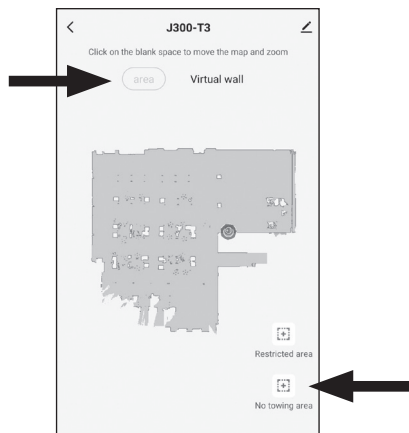 J300-T3
Click on the blank space to move the map and zoom
area Virtual wall
Restricted area
No towing area